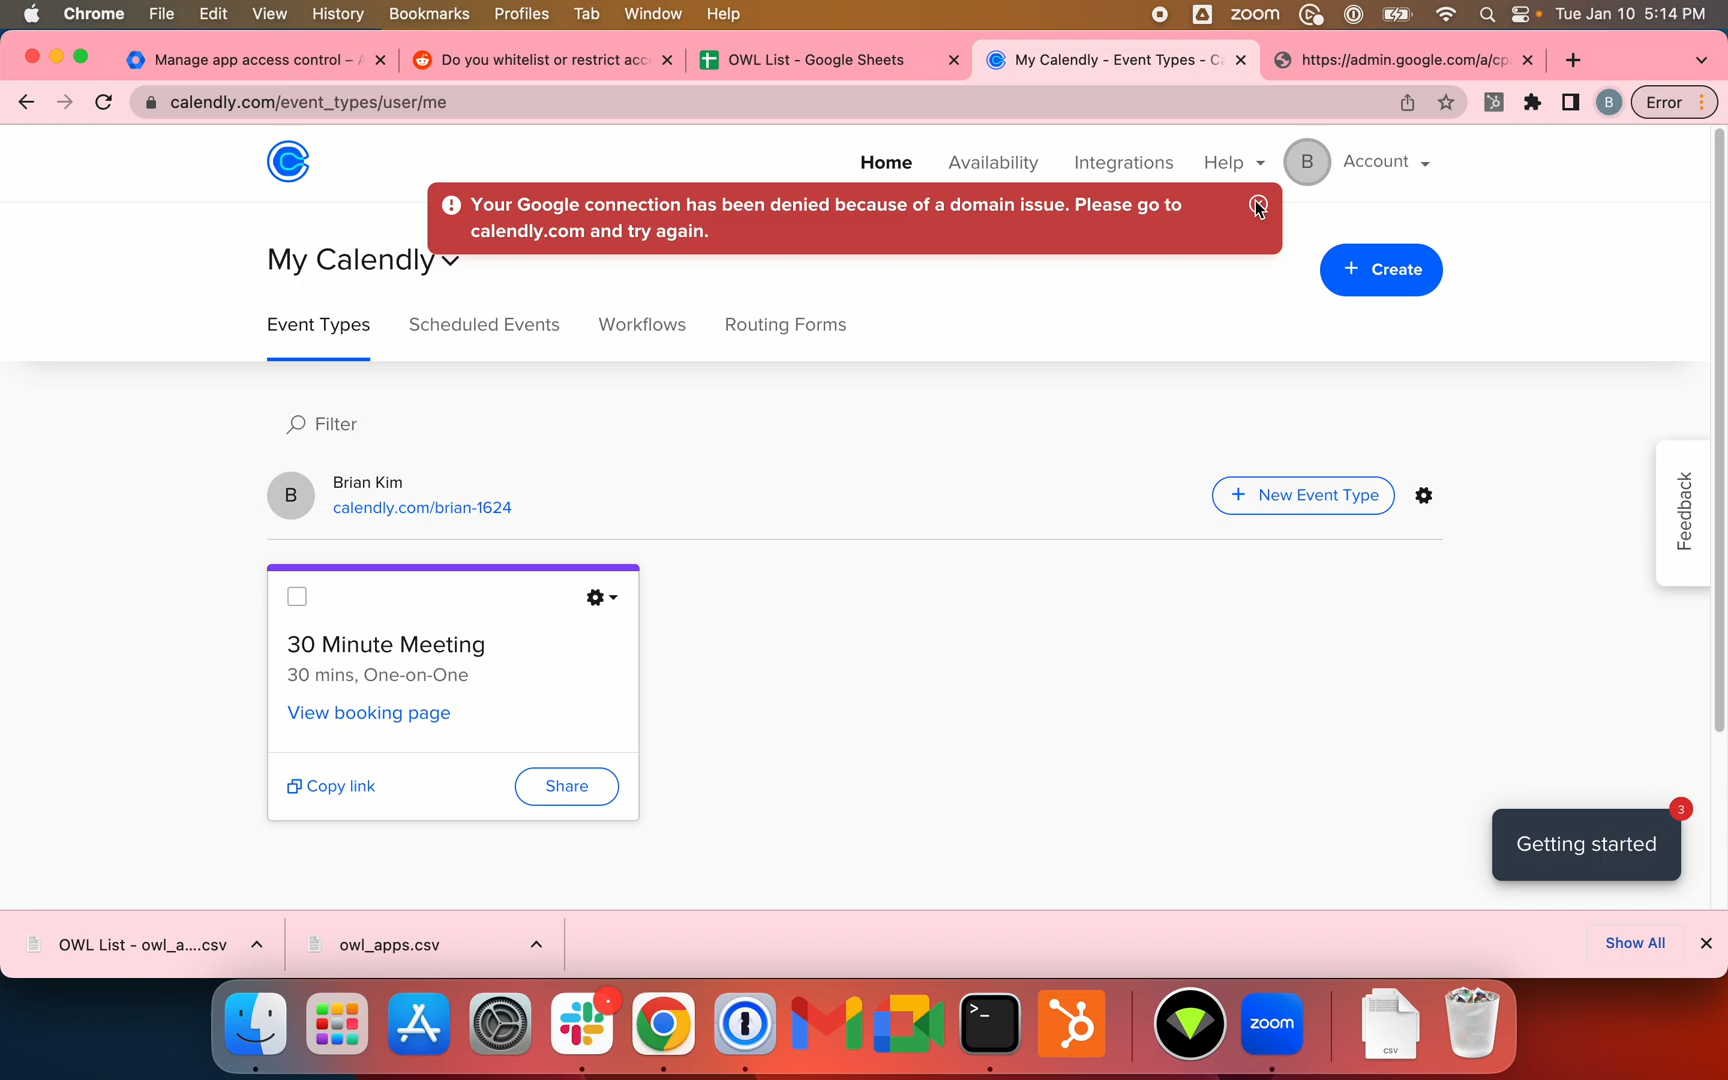 Chrome File Edit View History Bookmarks Profiles Tab Window Help zoom Tue Jan 10 5:14 PM
Manage app access control – A Do you whitelist or restrict acc OWL List - Google Sheets My Calendly - Event Types - Ca https://admin.google.com/a/cp
calendly.com/event_types/user/me B Error
Home Availability Integrations Help B Account
Your Google connection has been denied because of a domain issue. Please go to
calendly.com and try again.
My Calendly
+ Create
Event Types Scheduled Events Workflows Routing Forms
Filter
B Brian Kim
calendly.com/brian-1624
+ New Event Type
Feedback
30 Minute Meeting
30 mins, One-on-One
View booking page
Copy link Share
3
Getting started
OWL List - owl_a....csv owl_apps.csv Show All
zoom
CSV